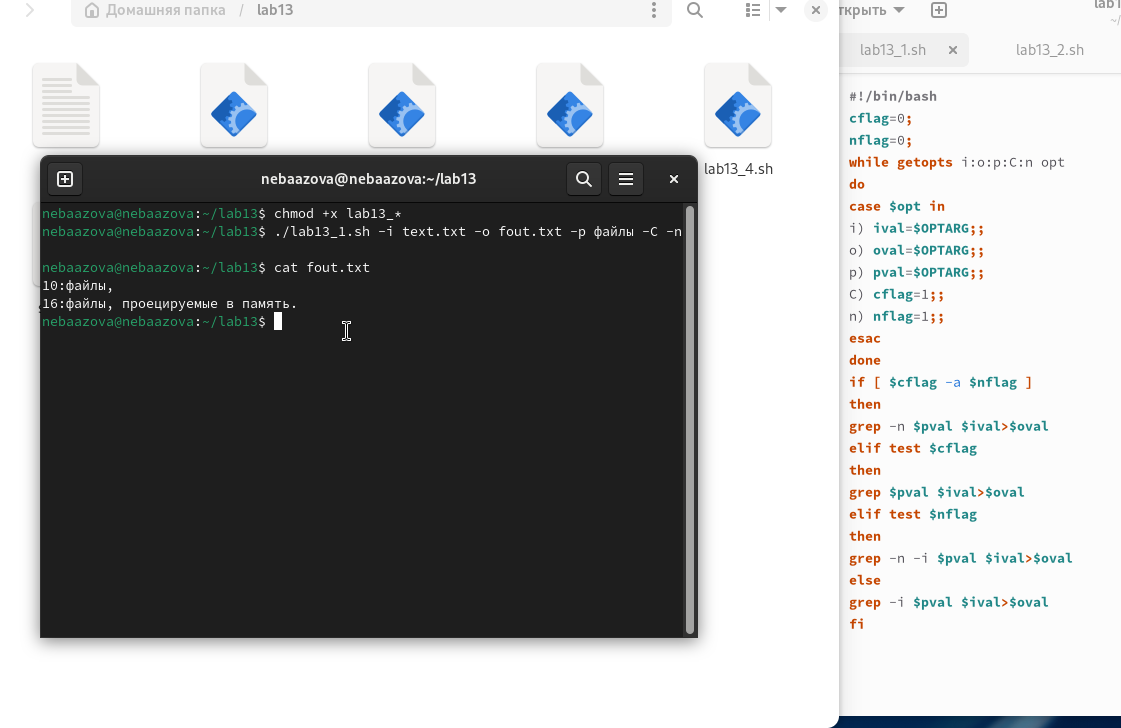 Домашняя папка / lab13
lab13_4.sh
nebaazova@nebaazova:~/lab13
nebaazova@nebaazova:~/lab13$ chmod +x lab13_*
nebaazova@nebaazova:~/lab13$ ./lab13_1.sh -i text.txt -o fout.txt -p файлы -C -n
nebaazova@nebaazova:~/lab13$ cat fout.txt
10:файлы,
16:файлы, проецируемые в память.
nebaazova@nebaazova:~/lab13$
ткрыть
lab1
~/
lab13_1.sh
lab13_2.sh
#!/bin/bash
cflag=0;
nflag=0;
while getopts i:o:p:C:n opt
do
case $opt in
i) ival=$OPTARG;;
o) oval=$OPTARG;;
p) pval=$OPTARG;;
C) cflag=1;;
n) nflag=1;;
esac
done
if [ $cflag -a $nflag ]
then
grep -n $pval $ival>$oval
elif test $cflag
then
grep $pval $ival>$oval
elif test $nflag
then
grep -n -i $pval $ival>$oval
else
grep -i $pval $ival>$oval
fi